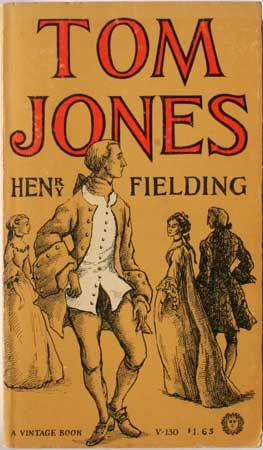 TOM
JONES
HENRY FIELDING
A VINTAGE BOOK V-130 $1.65